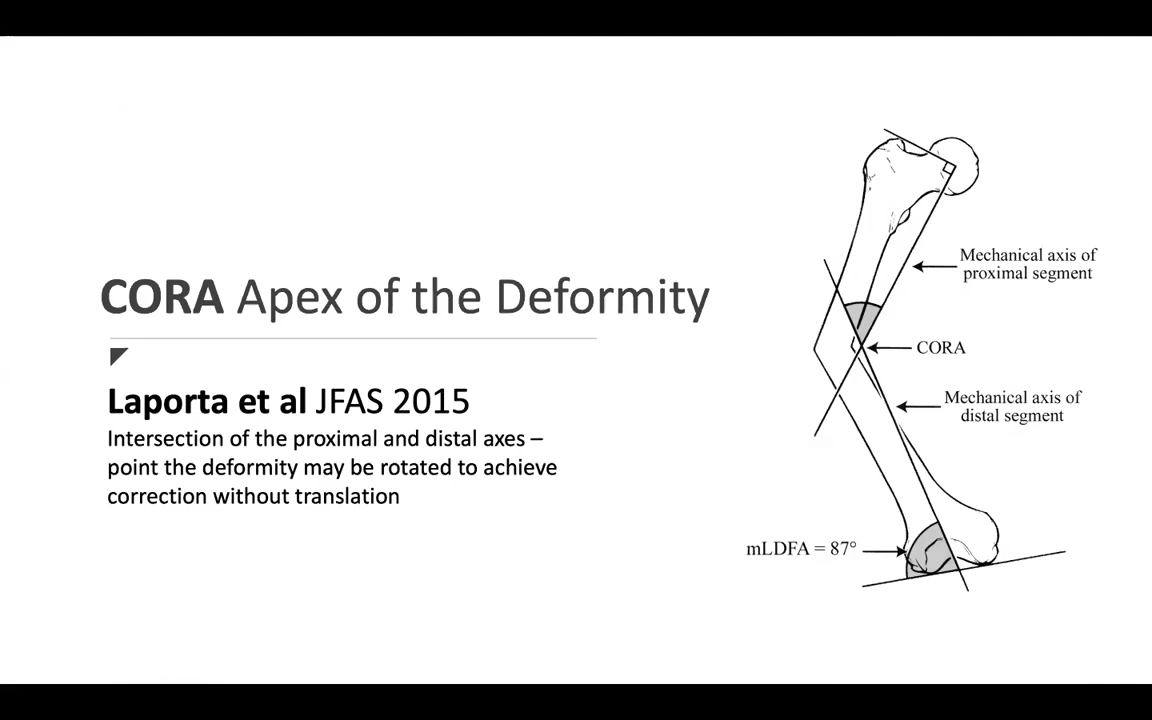 CORA Apex of the Deformity
Laporta et al JFAS 2015
Intersection of the proximal and distal axes –
point the deformity may be rotated to achieve
correction without translation
Mechanical axis of
proximal segment
CORA
Mechanical axis of
distal segment
mLDFA = 87°